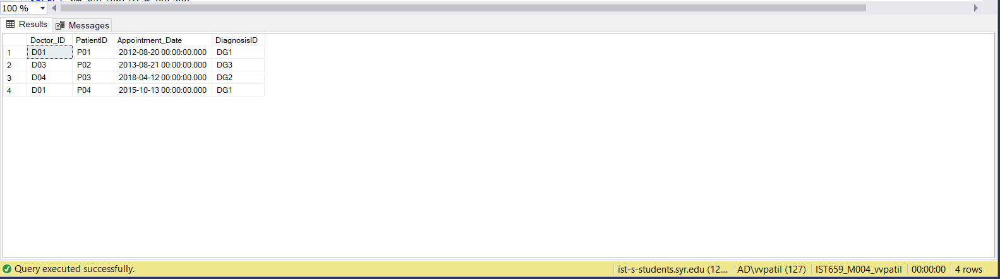 100 %
Results Messages
Doctor_ID PatientID Appointment_Date DiagnosisID
1 D01 P01 2012-08-20 00:00:00.000 DG1
2 D03 P02 2013-08-21 00:00:00.000 DG3
3 D04 P03 2018-04-12 00:00:00.000 DG2
4 D01 P04 2015-10-13 00:00:00.000 DG1
Query executed successfully. ist-s-students.syr.edu (12.... AD\vvpatil (127) IST659_M004_vvpatil 00:00:00 4 rows